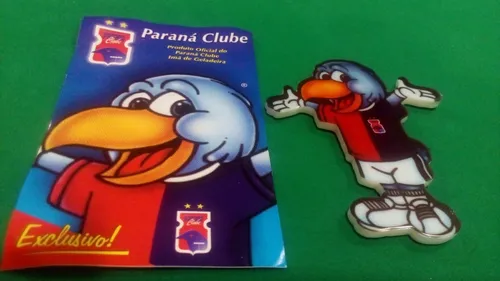 Paraná Clube
Produto Oficial do
Paraná Clube
Imã de Geladeira
®
Exclusivo!